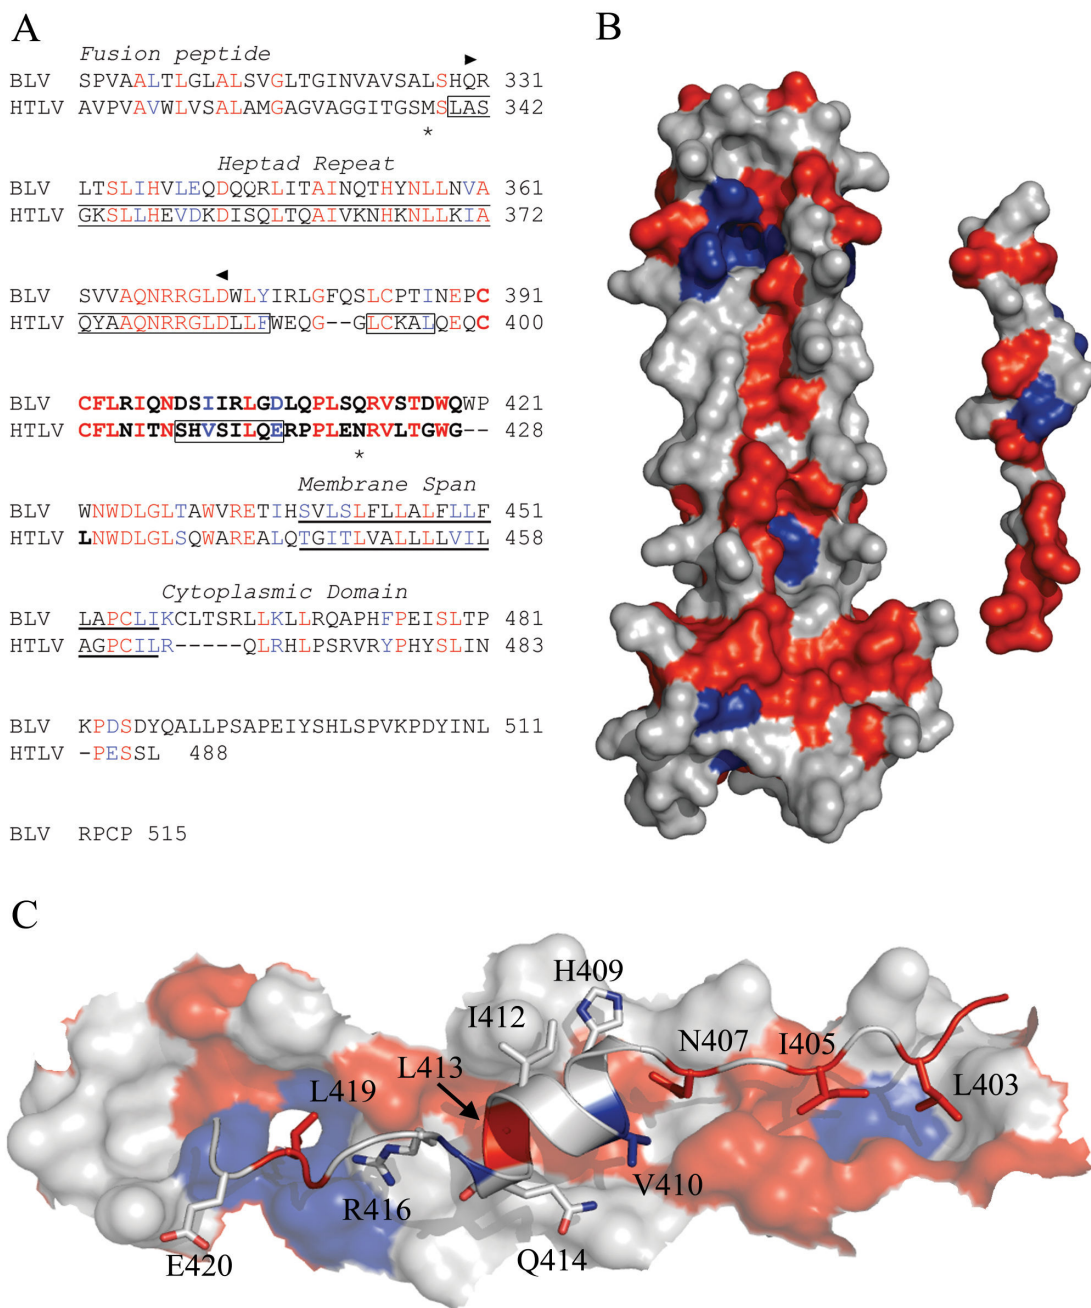 A
Fusion peptide
BLV SPVAALTLGLALSVGLTGINVAVSALSHQR 331
HTLV AVPVAVWLVSALAMGAGVAGGITGSMSLAS 342
*
Heptad Repeat
BLV LTSLIHVLEQDQQRLITAINQTHYNLLNVA 361
HTLV GKSLLHEVDKDISQLTQAIVKNHKNLLKIA 372
BLV SVVAQNRRGLDWLYIRLGFQSLCPTINEPC 391
HTLV QYAAQNRRGLDLLFWEQG--GLCKALQEQC 400
BLV CFLRIQNDSIIRLGDLQPLSQRVSTDWQWP 421
HTLV CFLNITNSHVSILQERPPLENRVLTGWG-- 428
*
Membrane Span
BLV WNWDLGLTAWVRETIHSVLSLFLLALFLLF 451
HTLV LNWDLGLSQWAREALQTGITLVALLLLVIL 458
Cytoplasmic Domain
BLV LAPCLIKCLTSRLLKLLRQAPHFPEISLTP 481
HTLV AGPCILR-----QLRHLPSRVRYPHYSLIN 483
BLV KPDSDYQALLPSAPEIYSHLSPVKPDYINL 511
HTLV -PESSL 488
BLV RPCP 515
B
C
H409
I412
N407
I405
L413
L403
L419
R416
V410
Q414
E420